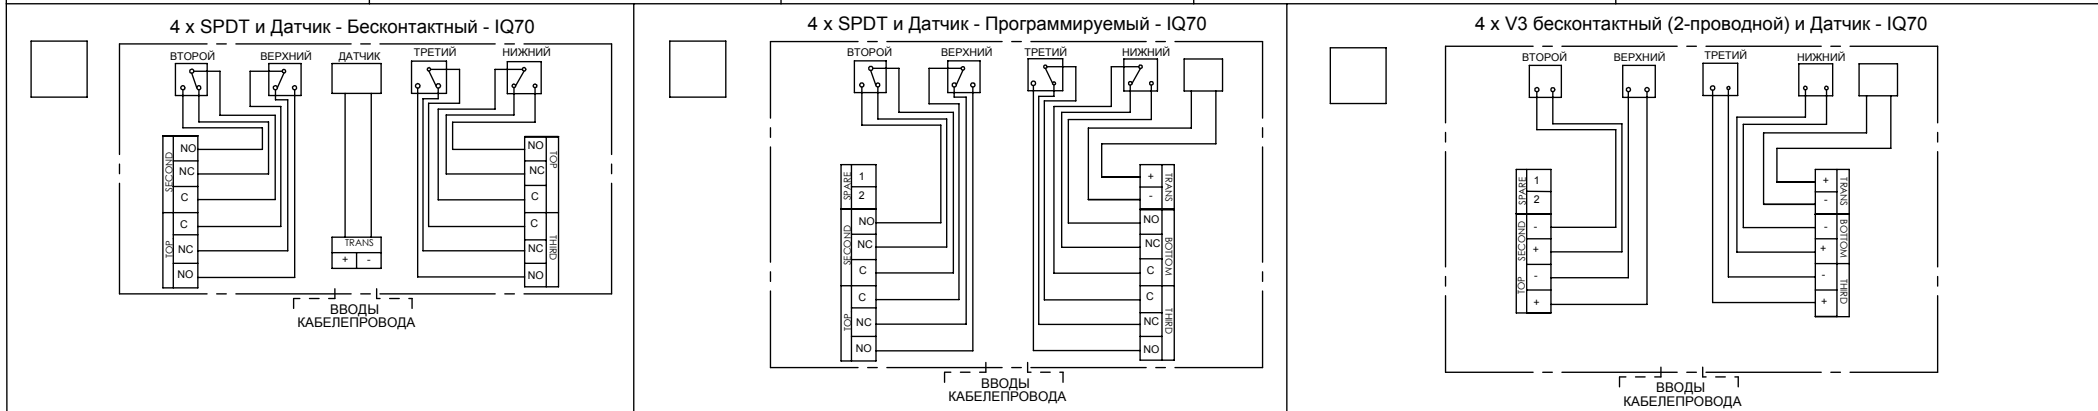 4 x SPDT и Датчик - Бесконтактный - IQ70
ВТОРОЙ ВЕРХНИЙ ДАТЧИК ТРЕТИЙ НИЖНИЙ
SECOND
NO
NC
C
TOP
C
NC
NO
TRANS
+ -
TOP
NO
NC
C
THIRD
C
NC
NO
ВВОДЫ
КАБЕЛЕПРОВОДА
4 x SPDT и Датчик - Программируемый - IQ70
ВТОРОЙ ВЕРХНИЙ ТРЕТИЙ НИЖНИЙ
SPARE
1
2
SECOND
NO
NC
C
TOP
C
NC
NO
TRANS
+
-
BOTTOM
NO
NC
C
THIRD
C
NC
NO
ВВОДЫ
КАБЕЛЕПРОВОДА
4 x V3 бесконтактный (2-проводной) и Датчик - IQ70
ВТОРОЙ ВЕРХНИЙ ТРЕТИЙ НИЖНИЙ
SPARE
1
2
SECOND
-
+
TOP
-
+
TRANS
+
-
BOTTOM
-
+
THIRD
-
+
ВВОДЫ
КАБЕЛЕПРОВОДА